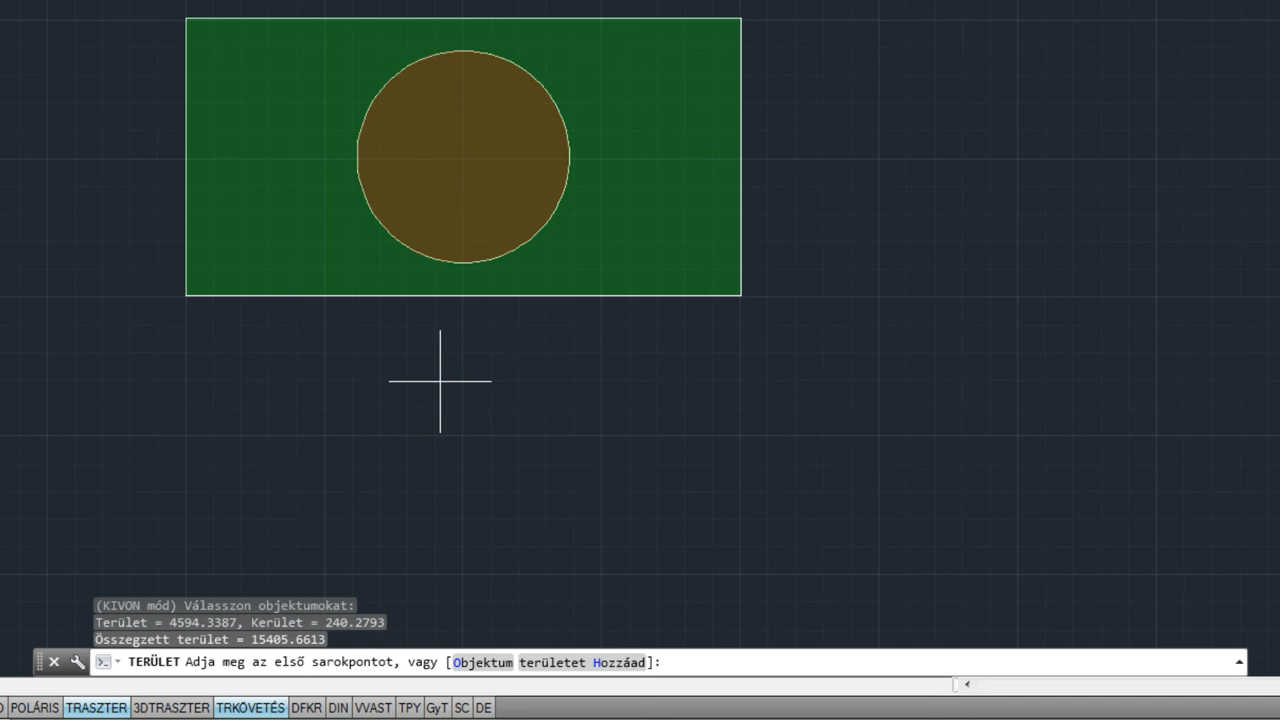 (KIVON mód) Válasszon objektumokat:
Terület = 4594.3387, Kerület = 240.2793
Összegzett terület = 15405.6613
TERÜLET Adja meg az első sarokpontot, vagy [Objektum területet Hozzáad]:
POLÁRIS TRASZTER 3DTRASZTER TRKÖVETÉS DFKR DIN VVAST TPY GyT SC DE